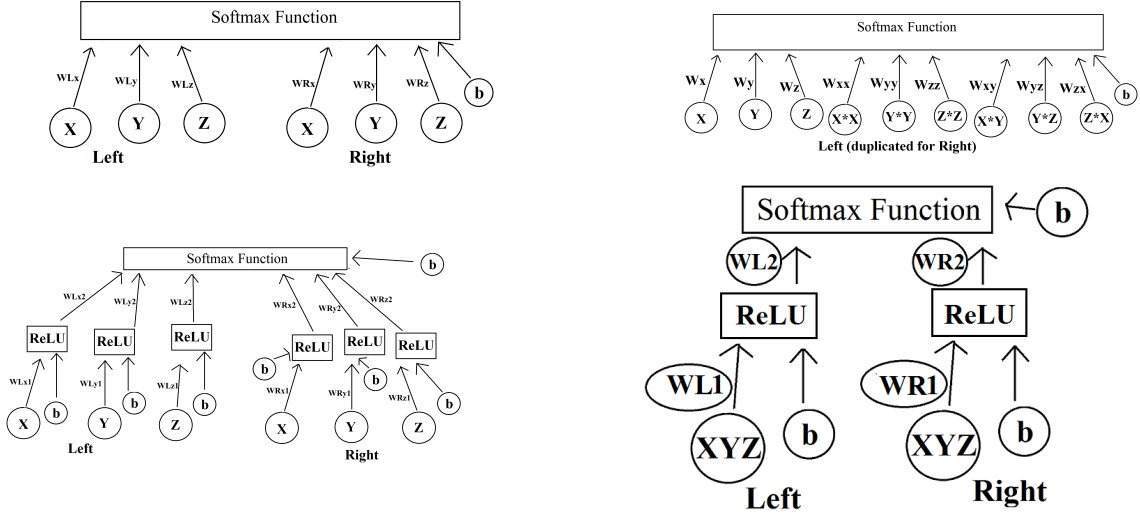 Softmax Function
WLx WLy WLz WRx WRy WRz
b
X Y Z X Y Z
Left Right
Softmax Function
Wx Wy Wz Wxx Wyy Wzz Wxy Wyz Wzx
b
X Y Z X*X Y*Y Z*Z X*Y Y*Z Z*X
Left (duplicated for Right)
Softmax Function
b
WLx2 WLy2 WLz2 WRx2 WRy2 WRz2
ReLU ReLU ReLU ReLU ReLU ReLU
b b
WLx1 WLy1 WLz1 WRx1 WRy1 WRz1
b b b b
X Y Z X Y Z
Left Right
Softmax Function
b
WL2 WR2
ReLU ReLU
WL1 WR1
XYZ b XYZ b
Left Right